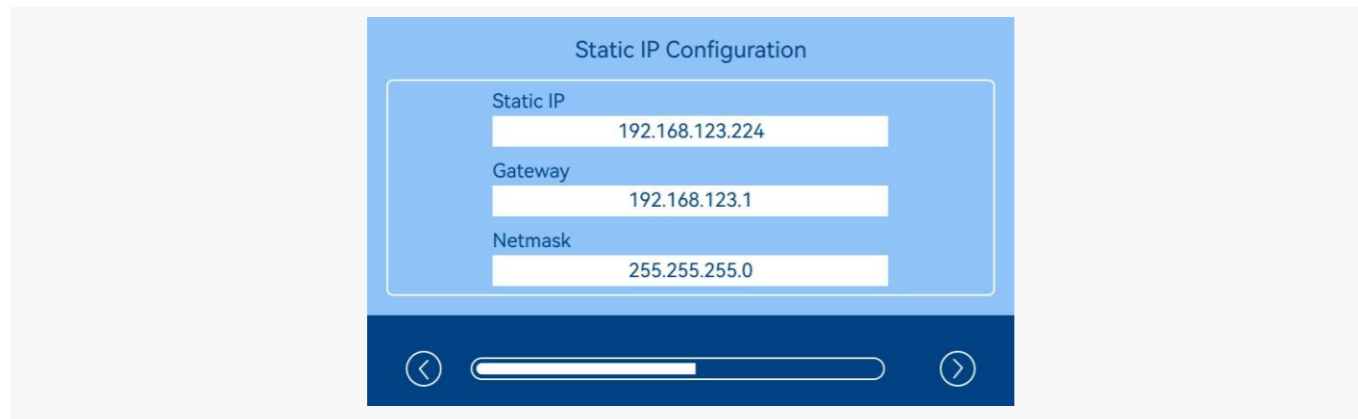 Static IP Configuration
Static IP
192.168.123.224
Gateway
192.168.123.1
Netmask
255.255.255.0